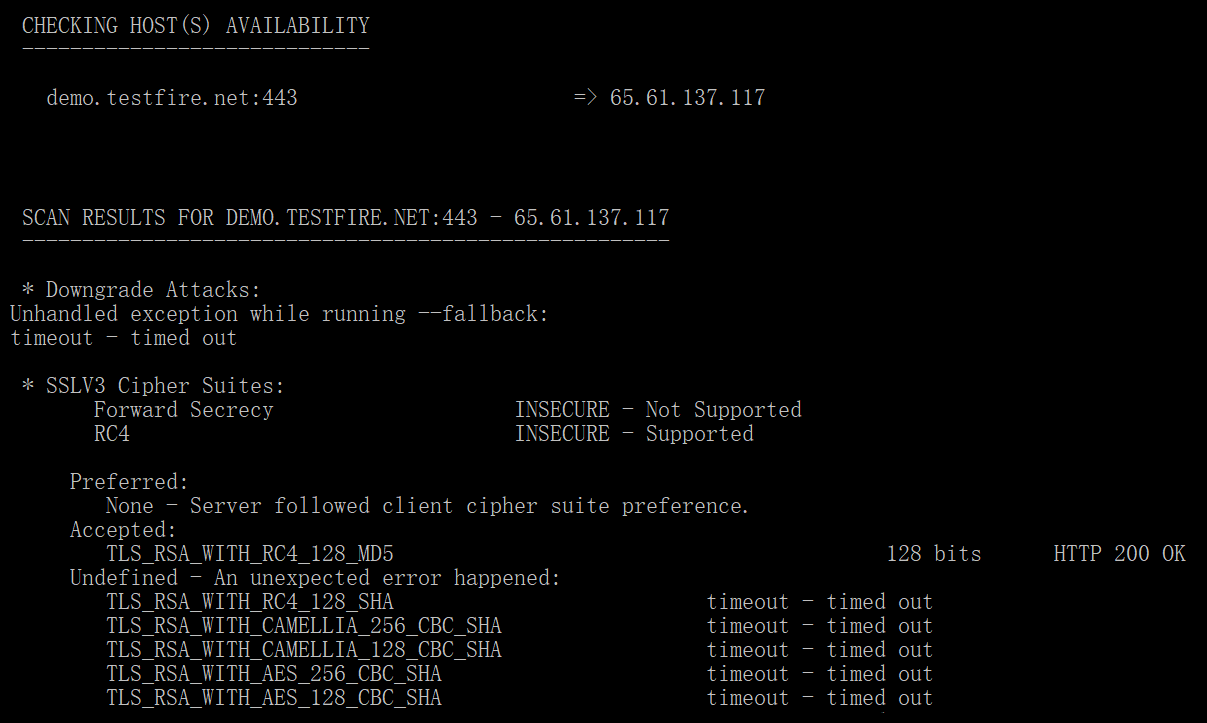 CHECKING HOST(S) AVAILABILITY
-----------------------------
demo.testfire.net:443 => 65.61.137.117
SCAN RESULTS FOR DEMO.TESTFIRE.NET:443 - 65.61.137.117
------------------------------------------------------
* Downgrade Attacks:
Unhandled exception while running --fallback:
timeout - timed out
* SSLV3 Cipher Suites:
Forward Secrecy INSECURE - Not Supported
RC4 INSECURE - Supported
Preferred:
None - Server followed client cipher suite preference.
Accepted:
TLS_RSA_WITH_RC4_128_MD5 128 bits HTTP 200 OK
Undefined - An unexpected error happened:
TLS_RSA_WITH_RC4_128_SHA timeout - timed out
TLS_RSA_WITH_CAMELLIA_256_CBC_SHA timeout - timed out
TLS_RSA_WITH_CAMELLIA_128_CBC_SHA timeout - timed out
TLS_RSA_WITH_AES_256_CBC_SHA timeout - timed out
TLS_RSA_WITH_AES_128_CBC_SHA timeout - timed out